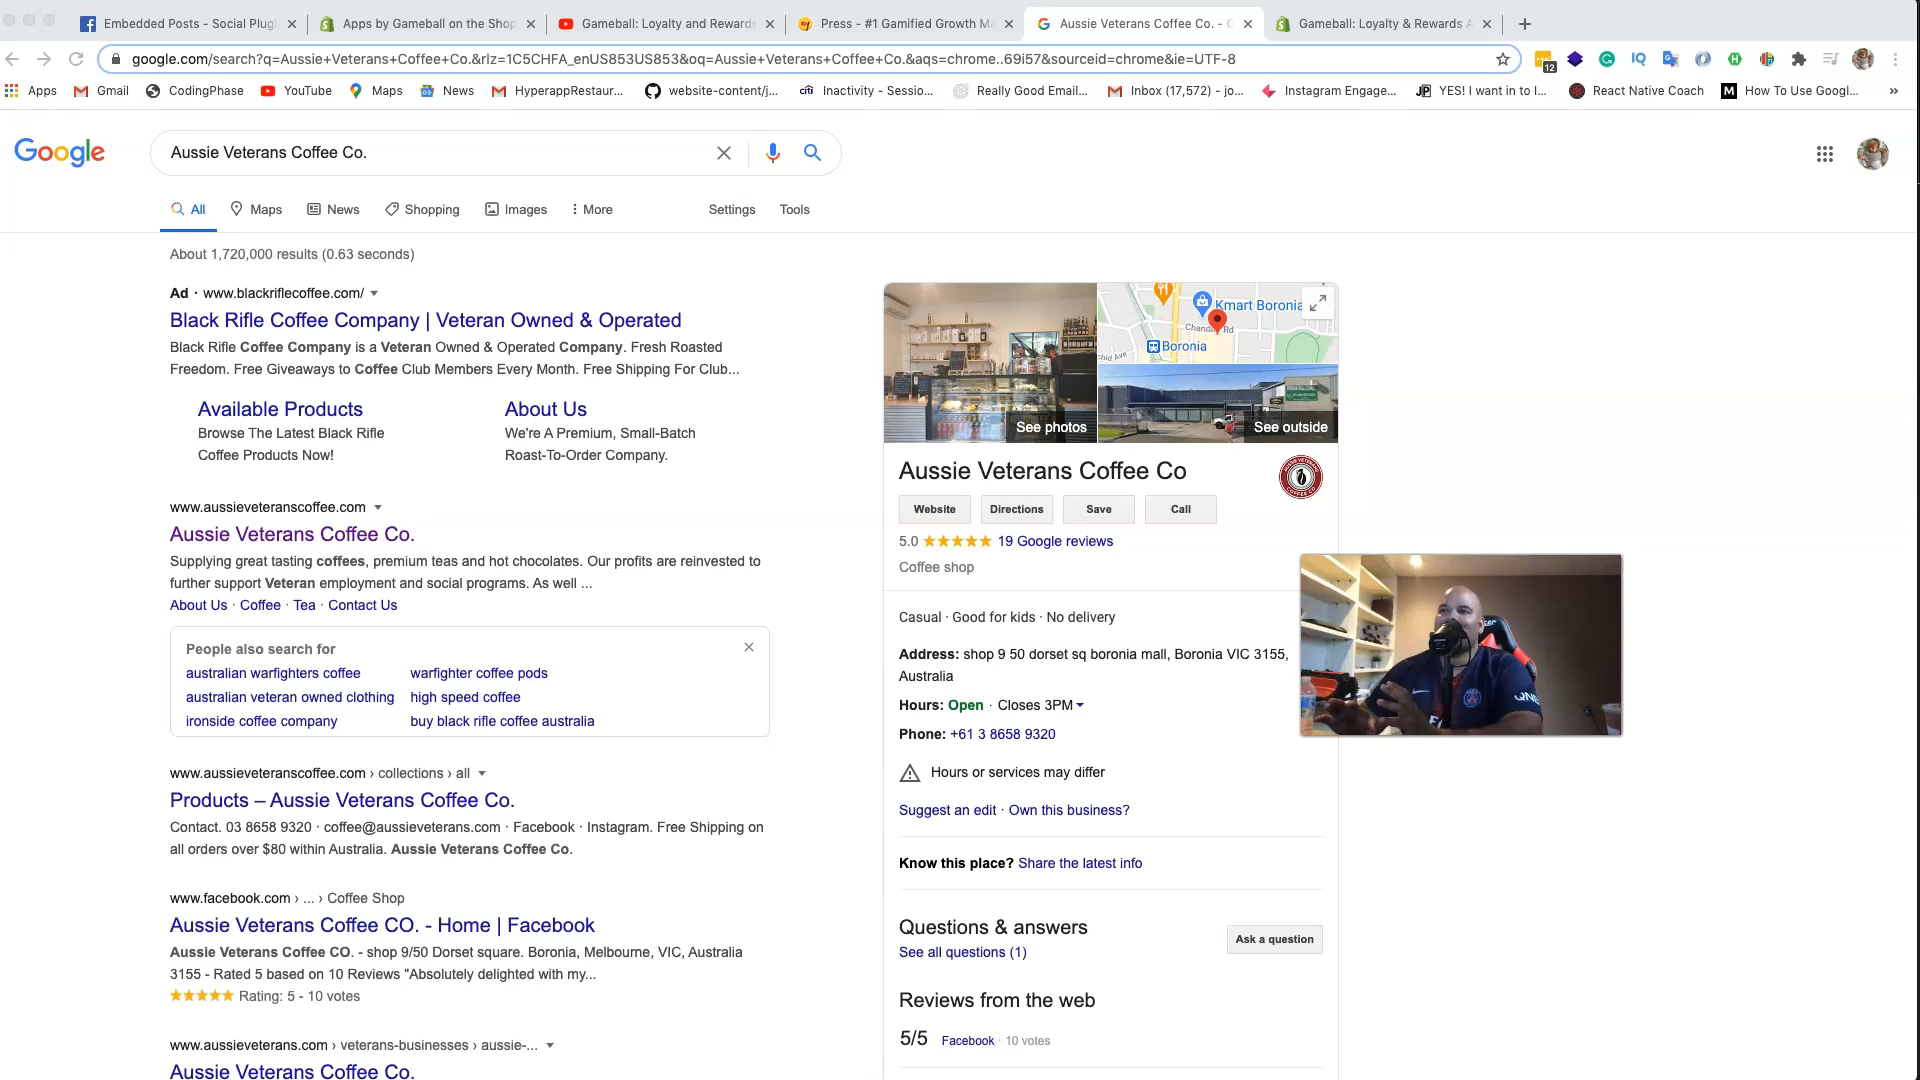 Embedded Posts - Social Plugi
Apps by Gameball on the Shop
Gameball: Loyalty and Rewards
Press - #1 Gamified Growth Ma
Aussie Veterans Coffee Co. - G
Gameball: Loyalty & Rewards A
google.com/search?q=Aussie+Veterans+Coffee+Co.&rlz=1C5CHFA_enUS853US853&oq=Aussie+Veterans+Coffee+Co.&aqs=chrome..69i57&sourceid=chrome&ie=UTF-8
12
Apps
Gmail
CodingPhase
YouTube
Maps
News
HyperappRestaur...
website-content/j...
citi Inactivity - Sessio...
Really Good Email...
Inbox (17,572) - jo...
Instagram Engage...
JP YES! I want in to I...
React Native Coach
M How To Use Googl...
»
Google
Aussie Veterans Coffee Co.
All
Maps
News
Shopping
Images
More
Settings
Tools
About 1,720,000 results (0.63 seconds)
Ad · www.blackriflecoffee.com/
Black Rifle Coffee Company | Veteran Owned & Operated
Black Rifle Coffee Company is a Veteran Owned & Operated Company. Fresh Roasted
Freedom. Free Giveaways to Coffee Club Members Every Month. Free Shipping For Club...
Available Products
Browse The Latest Black Rifle
Coffee Products Now!
About Us
We're A Premium, Small-Batch
Roast-To-Order Company.
www.aussieveteranscoffee.com
Aussie Veterans Coffee Co.
Supplying great tasting coffees, premium teas and hot chocolates. Our profits are reinvested to
further support Veteran employment and social programs. As well ...
About Us · Coffee · Tea · Contact Us
People also search for
australian warfighters coffee
warfighter coffee pods
australian veteran owned clothing
high speed coffee
ironside coffee company
buy black rifle coffee australia
www.aussieveteranscoffee.com › collections › all
Products – Aussie Veterans Coffee Co.
Contact. 03 8658 9320 · coffee@aussieveterans.com · Facebook · Instagram. Free Shipping on
all orders over $80 within Australia. Aussie Veterans Coffee Co.
www.facebook.com › ... › Coffee Shop
Aussie Veterans Coffee CO. - Home | Facebook
Aussie Veterans Coffee CO. - shop 9/50 Dorset square. Boronia, Melbourne, VIC, Australia
3155 - Rated 5 based on 10 Reviews "Absolutely delighted with my...
Rating: 5 - 10 votes
www.aussieveterans.com › veterans-businesses › aussie-...
Aussie Veterans Coffee Co.
Kmart Boronia
Chandler Rd
Boronia
chid Ave
See photos
See outside
Aussie Veterans Coffee Co
Website
Directions
Save
Call
5.0
19 Google reviews
Coffee shop
Casual · Good for kids · No delivery
Address: shop 9 50 dorset sq boronia mall, Boronia VIC 3155,
Australia
Hours: Open · Closes 3PM
Phone: +61 3 8658 9320
Hours or services may differ
Suggest an edit · Own this business?
Know this place? Share the latest info
Questions & answers
See all questions (1)
Ask a question
Reviews from the web
5/5
Facebook · 10 votes